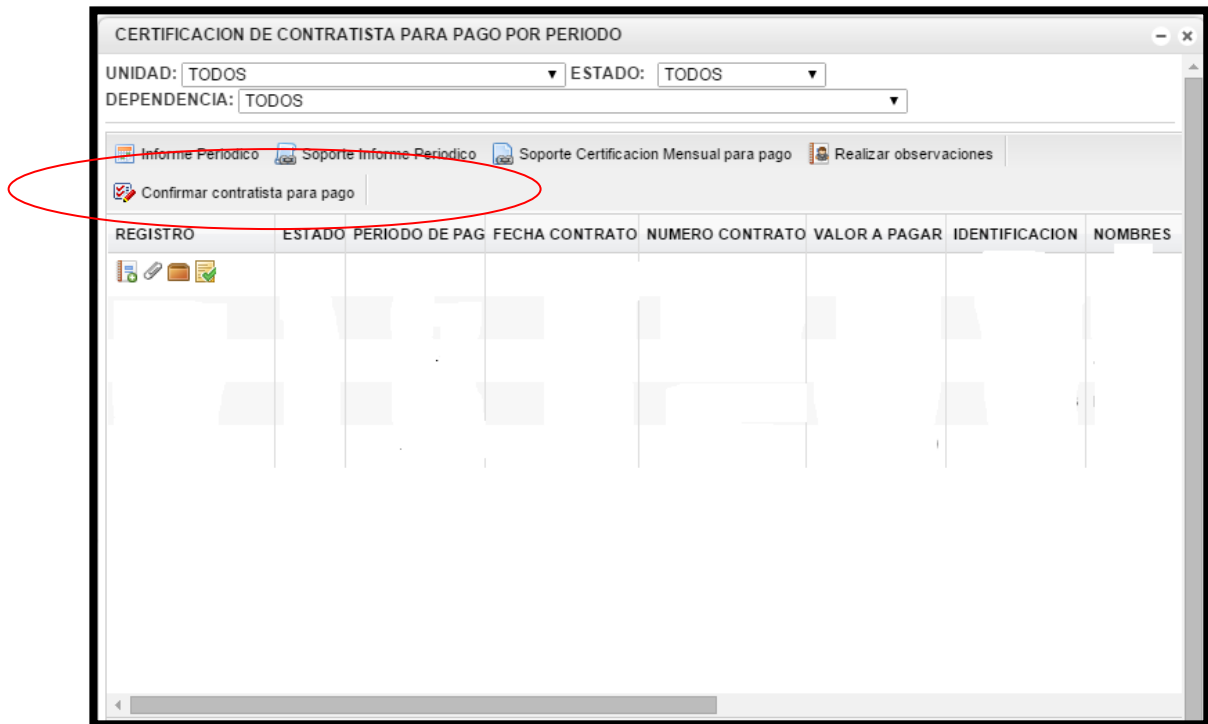 CERTIFICACION DE CONTRATISTA PARA PAGO POR PERIODO
UNIDAD: TODOS ESTADO: TODOS
DEPENDENCIA: TODOS
Informe Periodico Soporte Informe Periodico Soporte Certificacion Mensual para pago Realizar observaciones
Confirmar contratista para pago
REGISTRO ESTADO PERIODO DE PAG FECHA CONTRATO NUMERO CONTRATO VALOR A PAGAR IDENTIFICACION NOMBRES